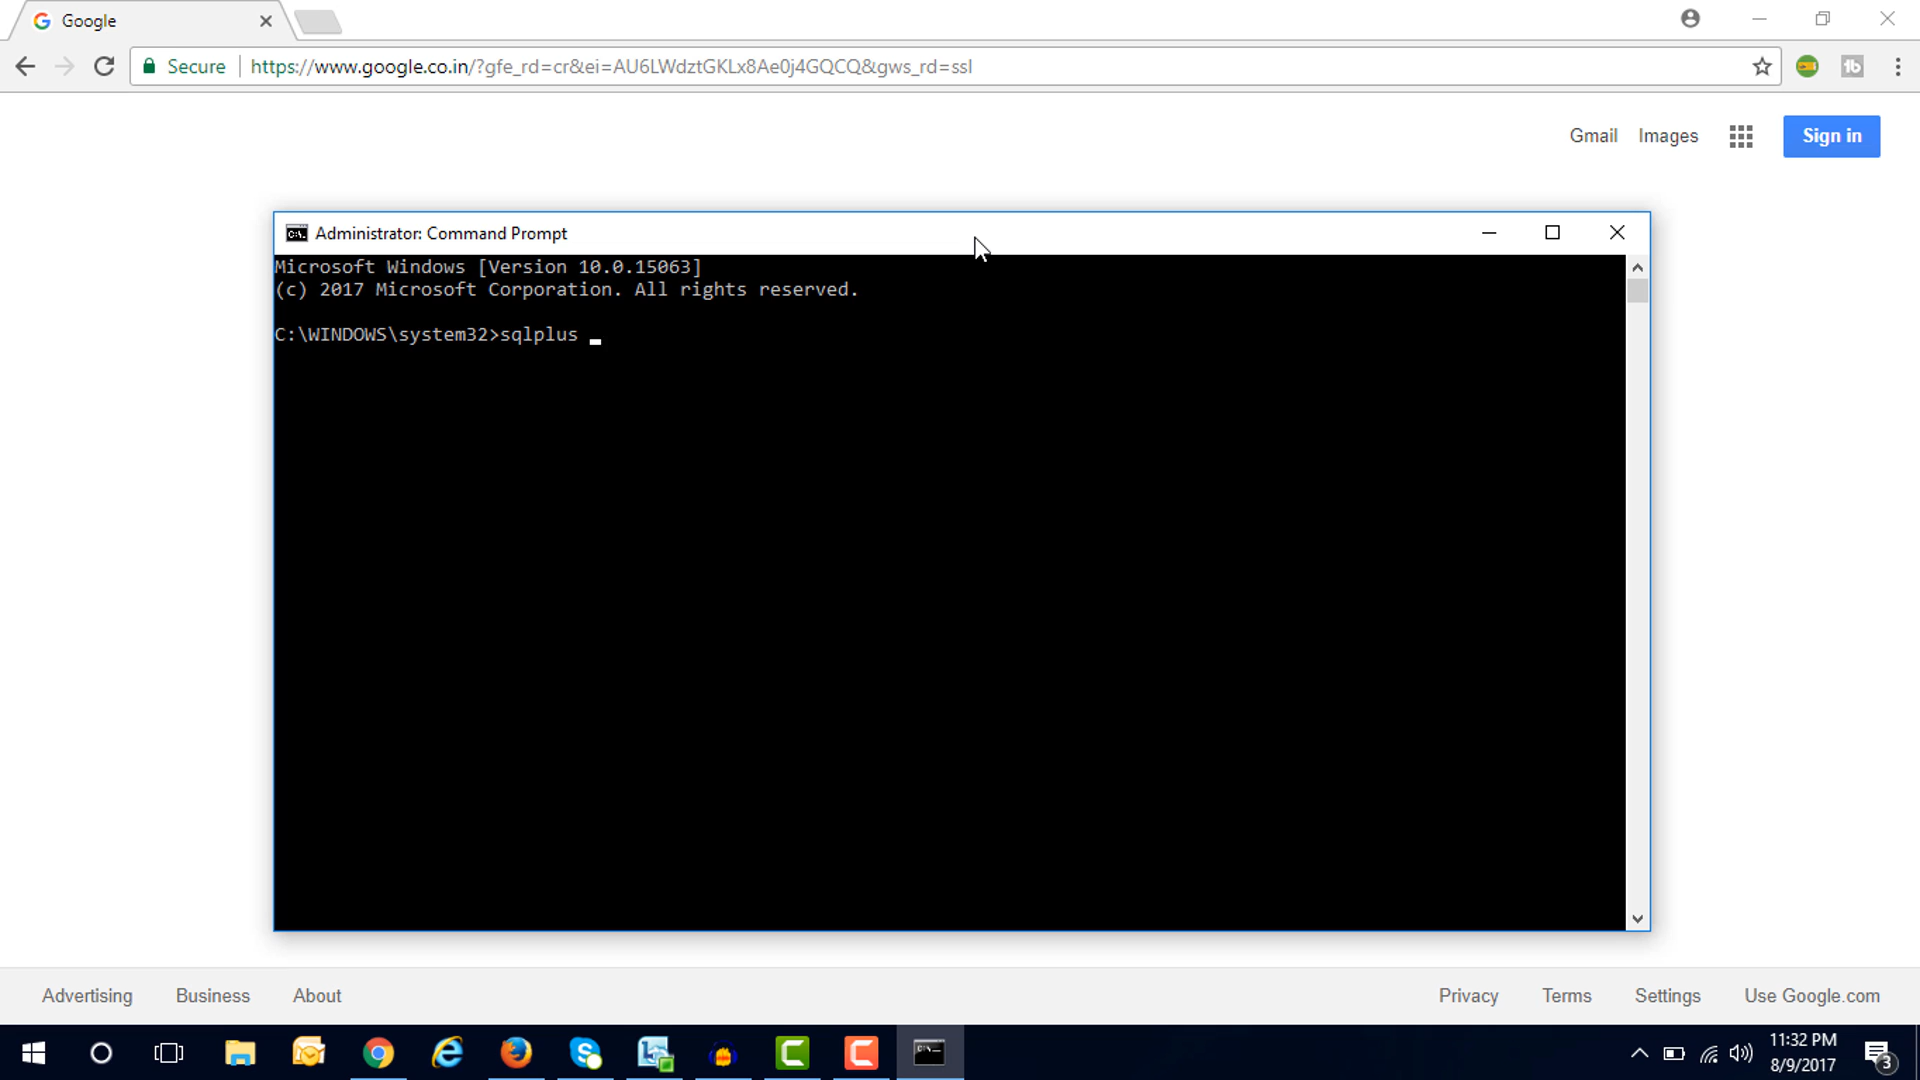 Google
Secure
https://www.google.co.in/?gfe_rd=cr&ei=AU6LWdztGKLx8Ae0j4GQCQ&gws_rd=ssl
Gmail Images Sign in
Administrator: Command Prompt
Microsoft Windows [Version 10.0.15063]
(c) 2017 Microsoft Corporation. All rights reserved.
C:\WINDOWS\system32>sqlplus _
Advertising Business About Privacy Terms Settings Use Google.com
11:32 PM
8/9/2017
3